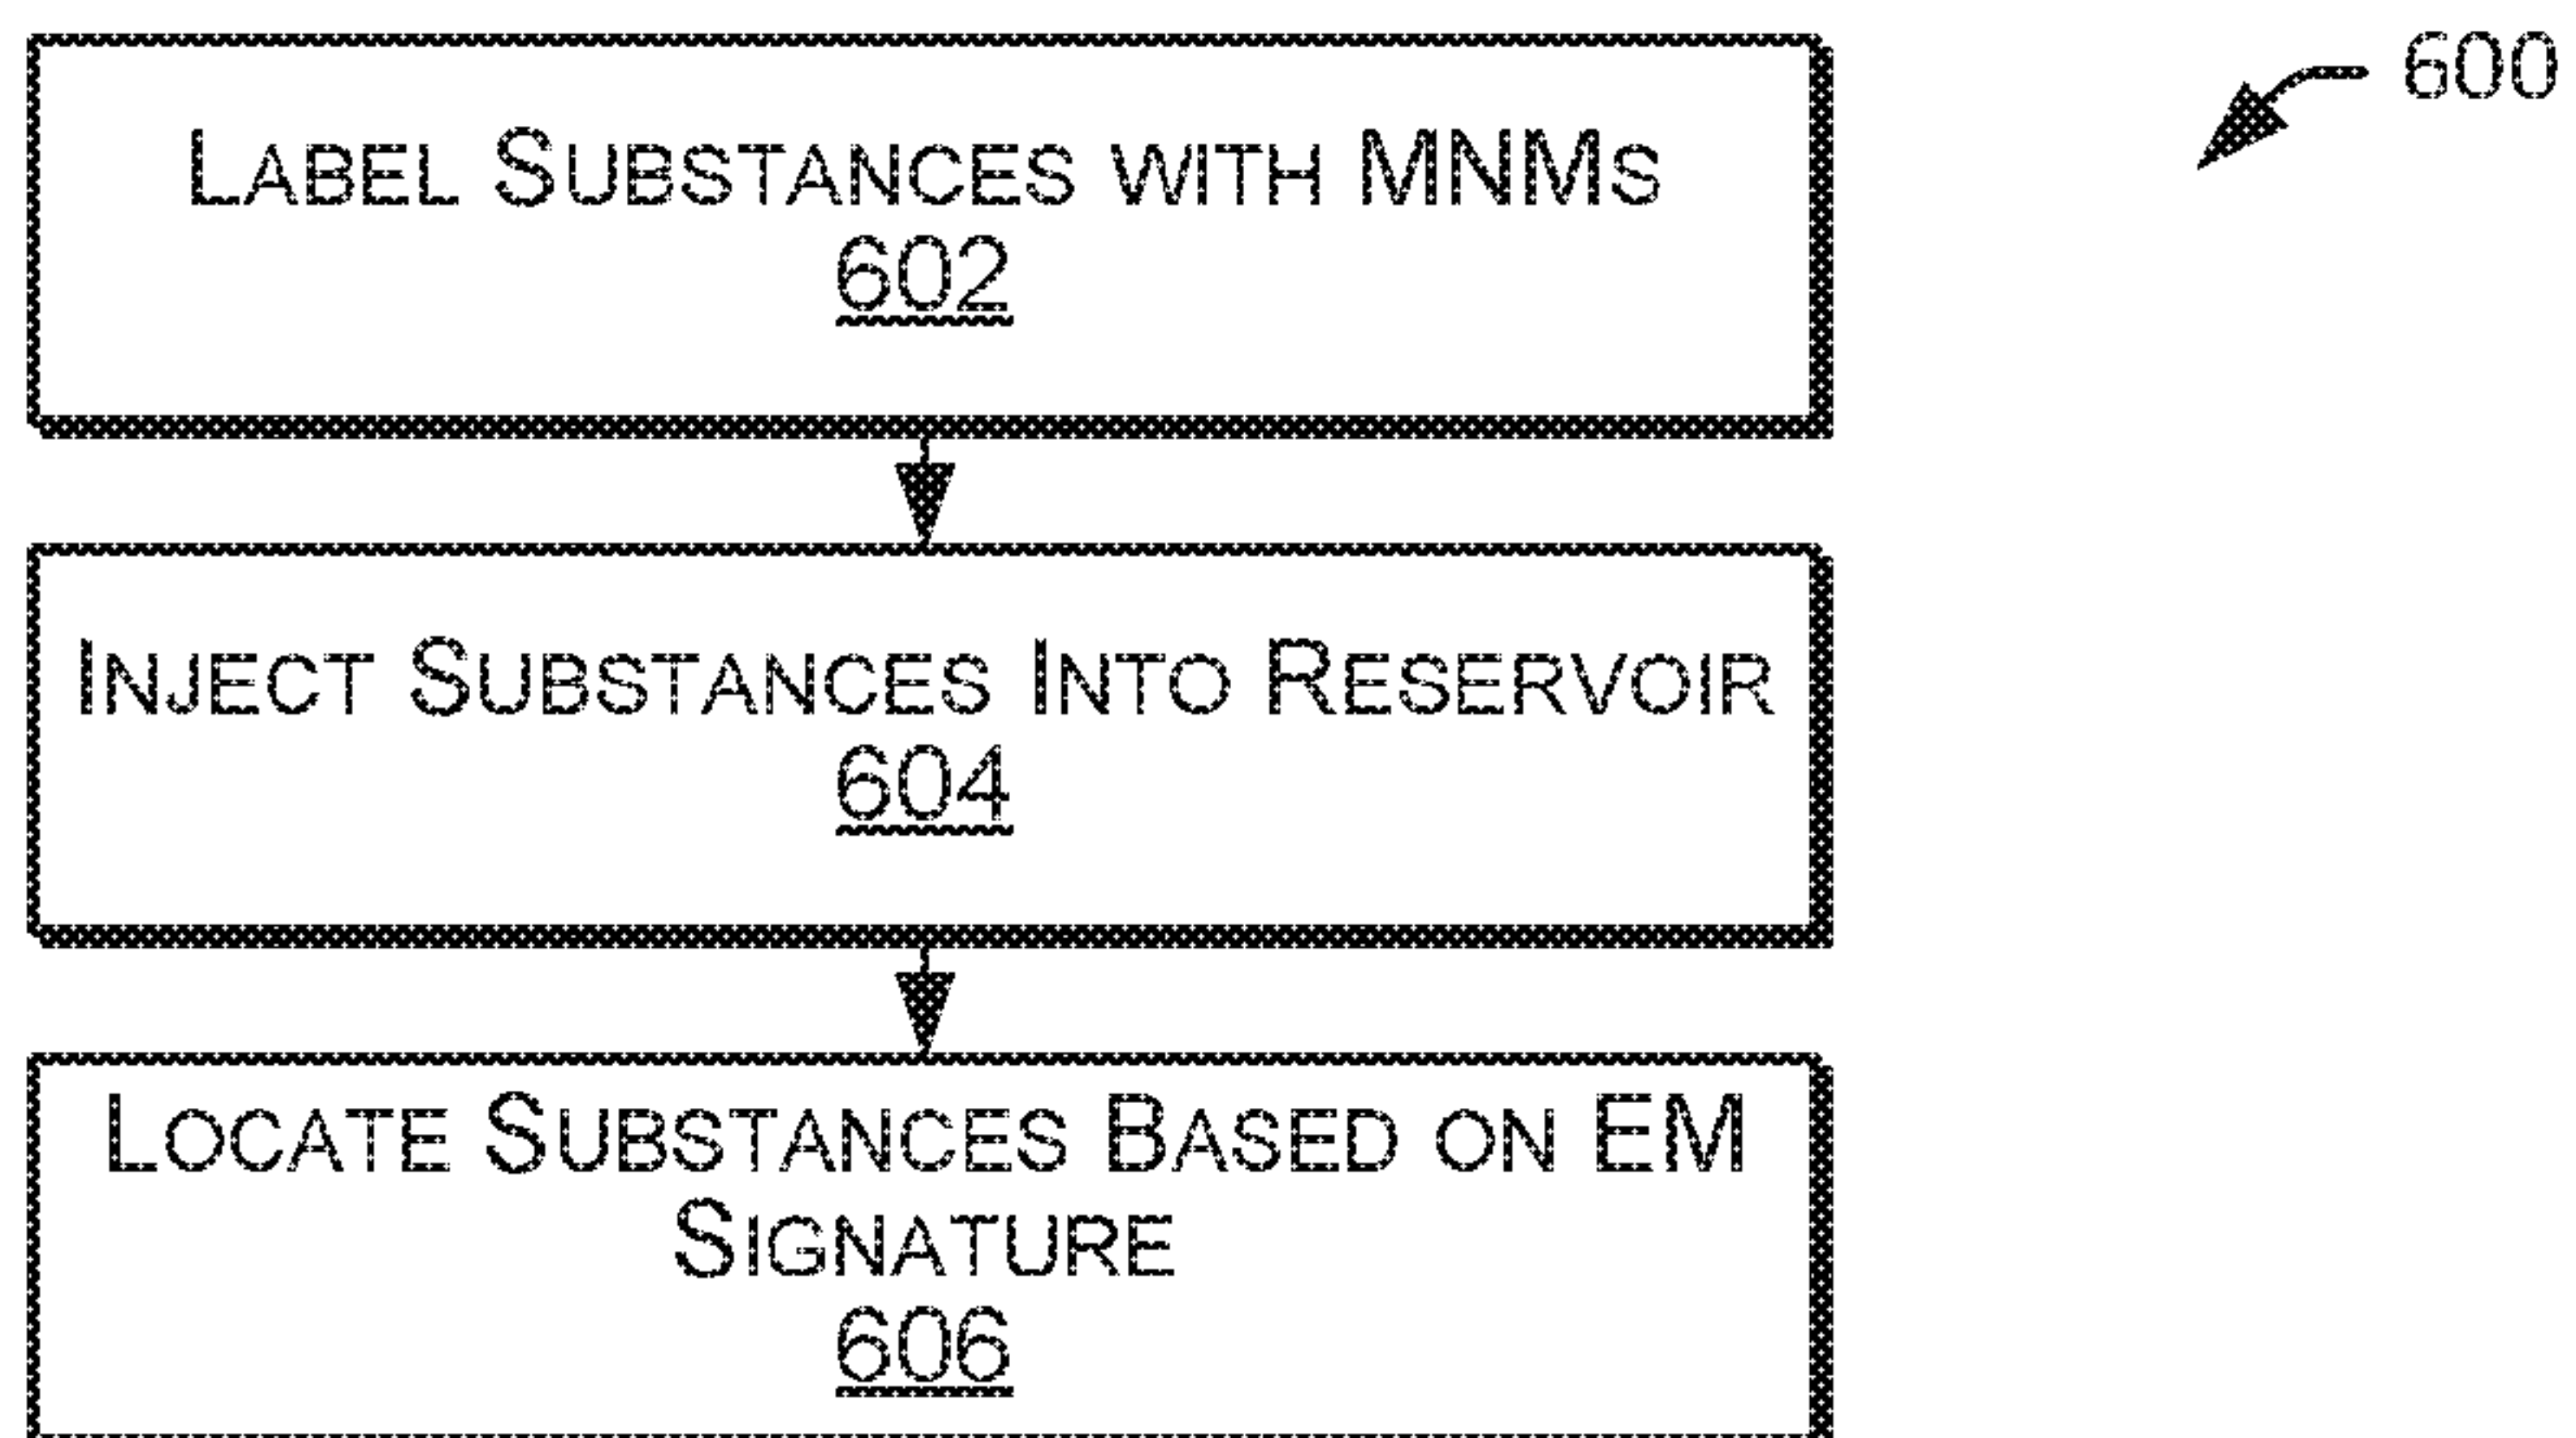 600
LABEL SUBSTANCES WITH MNMS
602
INJECT SUBSTANCES INTO RESERVOIR
604
LOCATE SUBSTANCES BASED ON EM
SIGNATURE
606